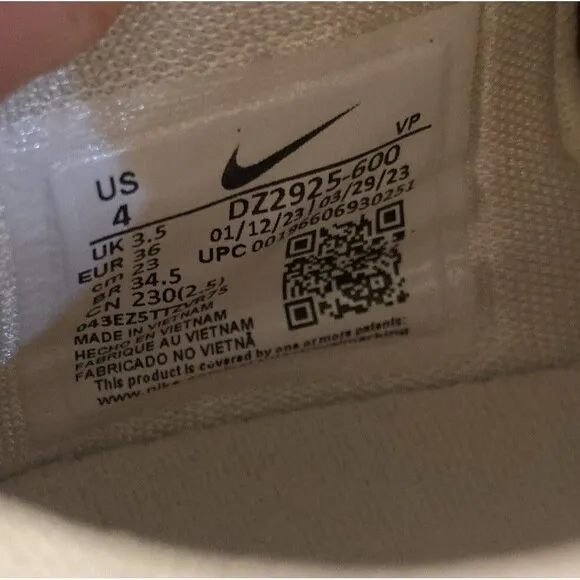 US
4
VP
DZ2925-600
01/12/23 / 03/29/23
UPC 00196606930251
UK 3.5
EUR 36
cm 23
BR 34.5
CN 230(2.5)
MADE IN VIETNAM
HECHO EN VIETNAM
FABRIQUE AU VIETNAM
FABRICADO NO VIETNÃ
This product is covered by one or more patents: